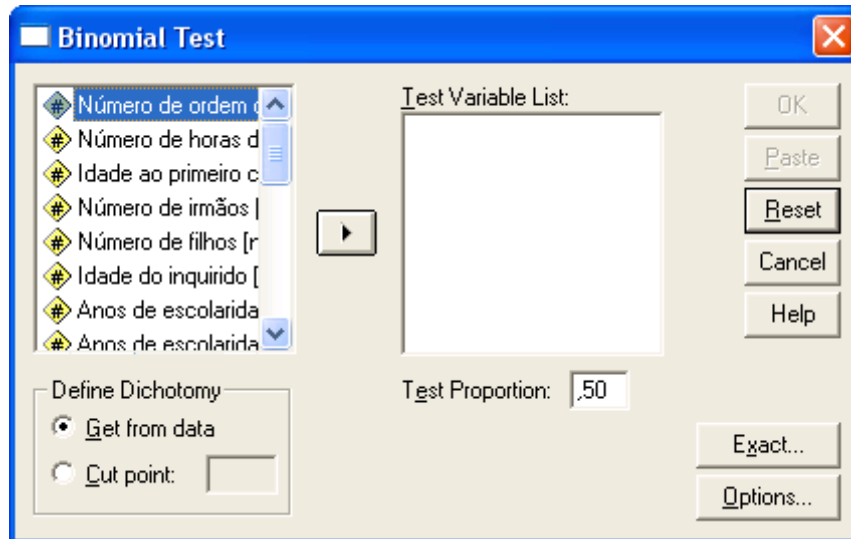 Binomial Test
Número de ordem
Número de horas d
Idade ao primeiro c
Número de irmãos [
Número de filhos [n
Idade do inquirido [
Anos de escolarida
Anos de escolarida
Test Variable List:
OK
Paste
Reset
Cancel
Help
Define Dichotomy
Get from data
Cut point:
Test Proportion: ,50
Exact...
Options...